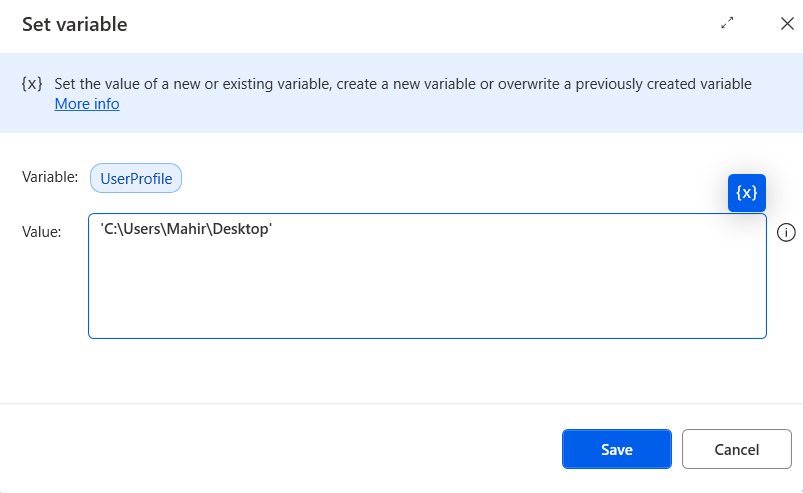 Set variable
{x} Set the value of a new or existing variable, create a new variable or overwrite a previously created variable
More info
Variable: UserProfile
{x}
Value: 'C:\Users\Mahir\Desktop'
Save Cancel